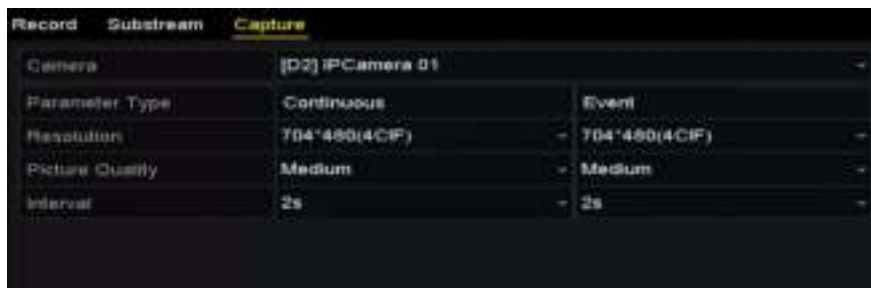 Record Substream Capture
Camera [D2] IPCamera 01
Parameter Type Continuous Event
Resolution 704*480(4CIF) 704*480(4CIF)
Picture Quality Medium Medium
Interval 2s 2s